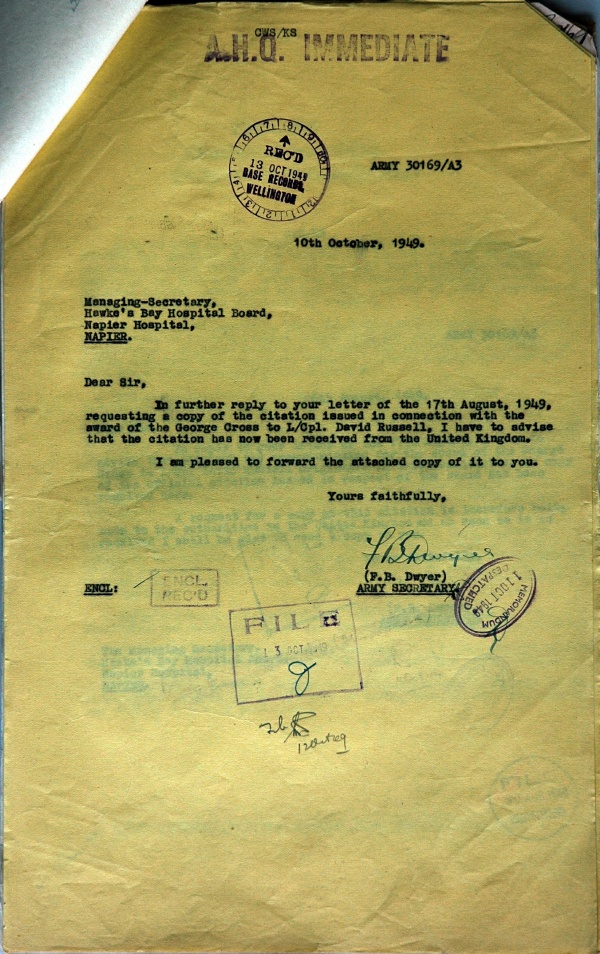 CWS/KS
A.H.Q. IMMEDIATE
REC'D
13 OCT 1949
BASE RECORDS,
WELLINGTON
ARMY 30169/A3
10th October, 1949.
Managing-Secretary,
Hawke's Bay Hospital Board,
Napier Hospital,
NAPIER.
Dear Sir,
In further reply to your letter of the 17th August, 1949,
requesting a copy of the citation issued in connection with the
award of the George Cross to L/Cpl. David Russell, I have to advise
that the citation has now been received from the United Kingdom.
I am pleased to forward the attached copy of it to you.
Yours faithfully,
F B Dwyer
(F.B. Dwyer)
ENCL:
ENCL.
REC'D
ARMY SECRETARY
MEMORANDUM
11 OCT 1949
DESPATCHED
FILE
13 OCT 1949